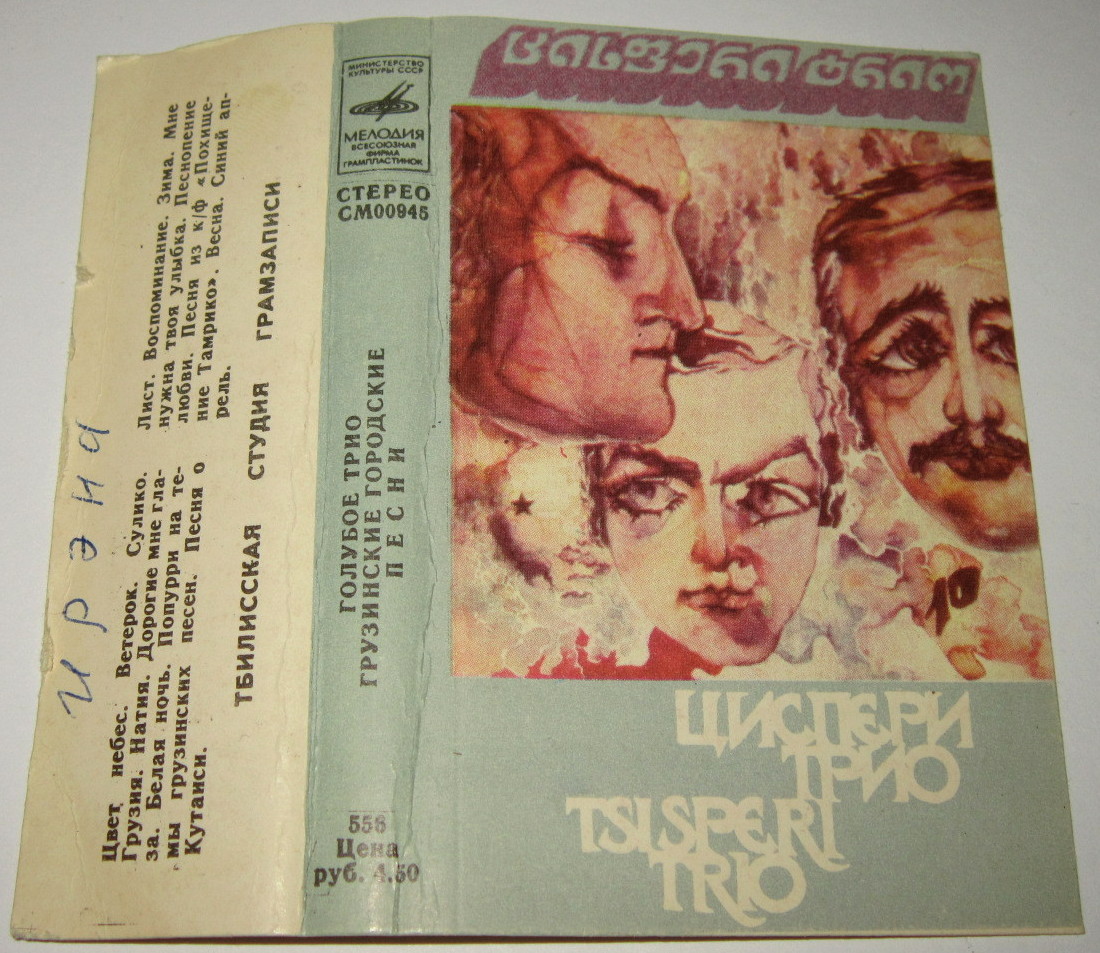 Цвет небес. Ветерок. Сулико.
Грузия. Натия. Дорогие мне гла-
за. Белая ночь. Попурри на те-
мы грузинских песен. Песня о
Кутаиси.
Лист. Воспоминание. Зима. Мне
нужна твоя улыбка. Песнопение
любви. Песня из к/ф «Похище-
ние Тамрико». Весна. Синий ап-
рель.
ТБИЛИССКАЯ СТУДИЯ ГРАМЗАПИСИ
МИНИСТЕРСТВО
КУЛЬТУРЫ СССР
МЕЛОДИЯ
ВСЕСОЮЗНАЯ
ФИРМА
ГРАМПЛАСТИНОК
СТЕРЕО
СМ00945
ГОЛУБОЕ ТРИО
ГРУЗИНСКИЕ ГОРОДСКИЕ
ПЕСНИ
556
Цена
руб. 4.50
ცისფერი ტრიო
10
ЦИСПЕРИ
ТРИО
TSISPERI
TRIO